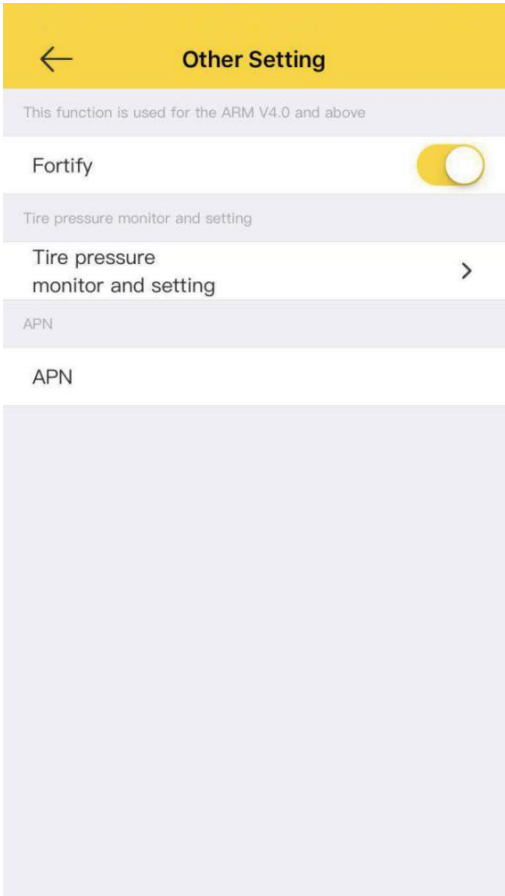 Other Setting
This function is used for the ARM V4.0 and above
Fortify
Tire pressure monitor and setting
Tire pressure
monitor and setting
APN
APN